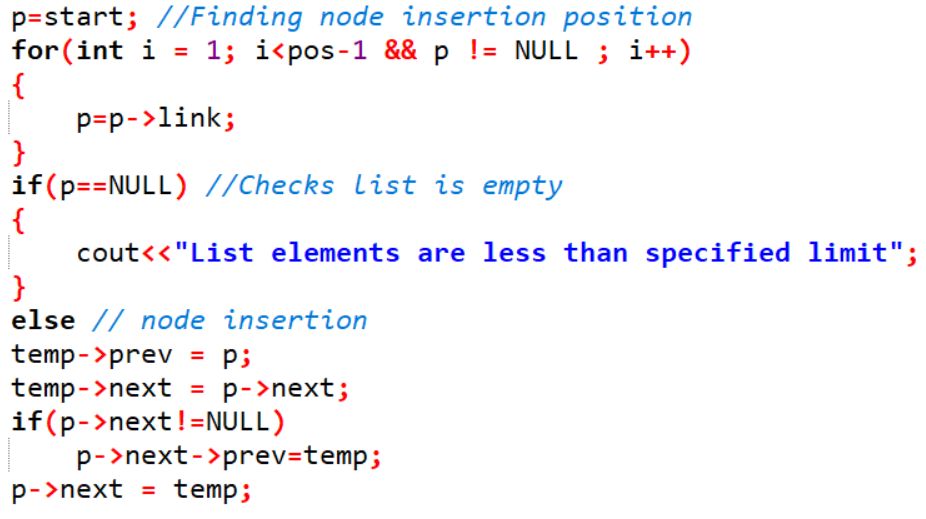 p=start; //Finding node insertion position
for(int i = 1; i<pos-1 && p != NULL ; i++)
{
    p=p->link;
}
if(p==NULL) //Checks list is empty
{
    cout<<"List elements are less than specified limit";
}
else // node insertion
temp->prev = p;
temp->next = p->next;
if(p->next!=NULL)
    p->next->prev=temp;
p->next = temp;